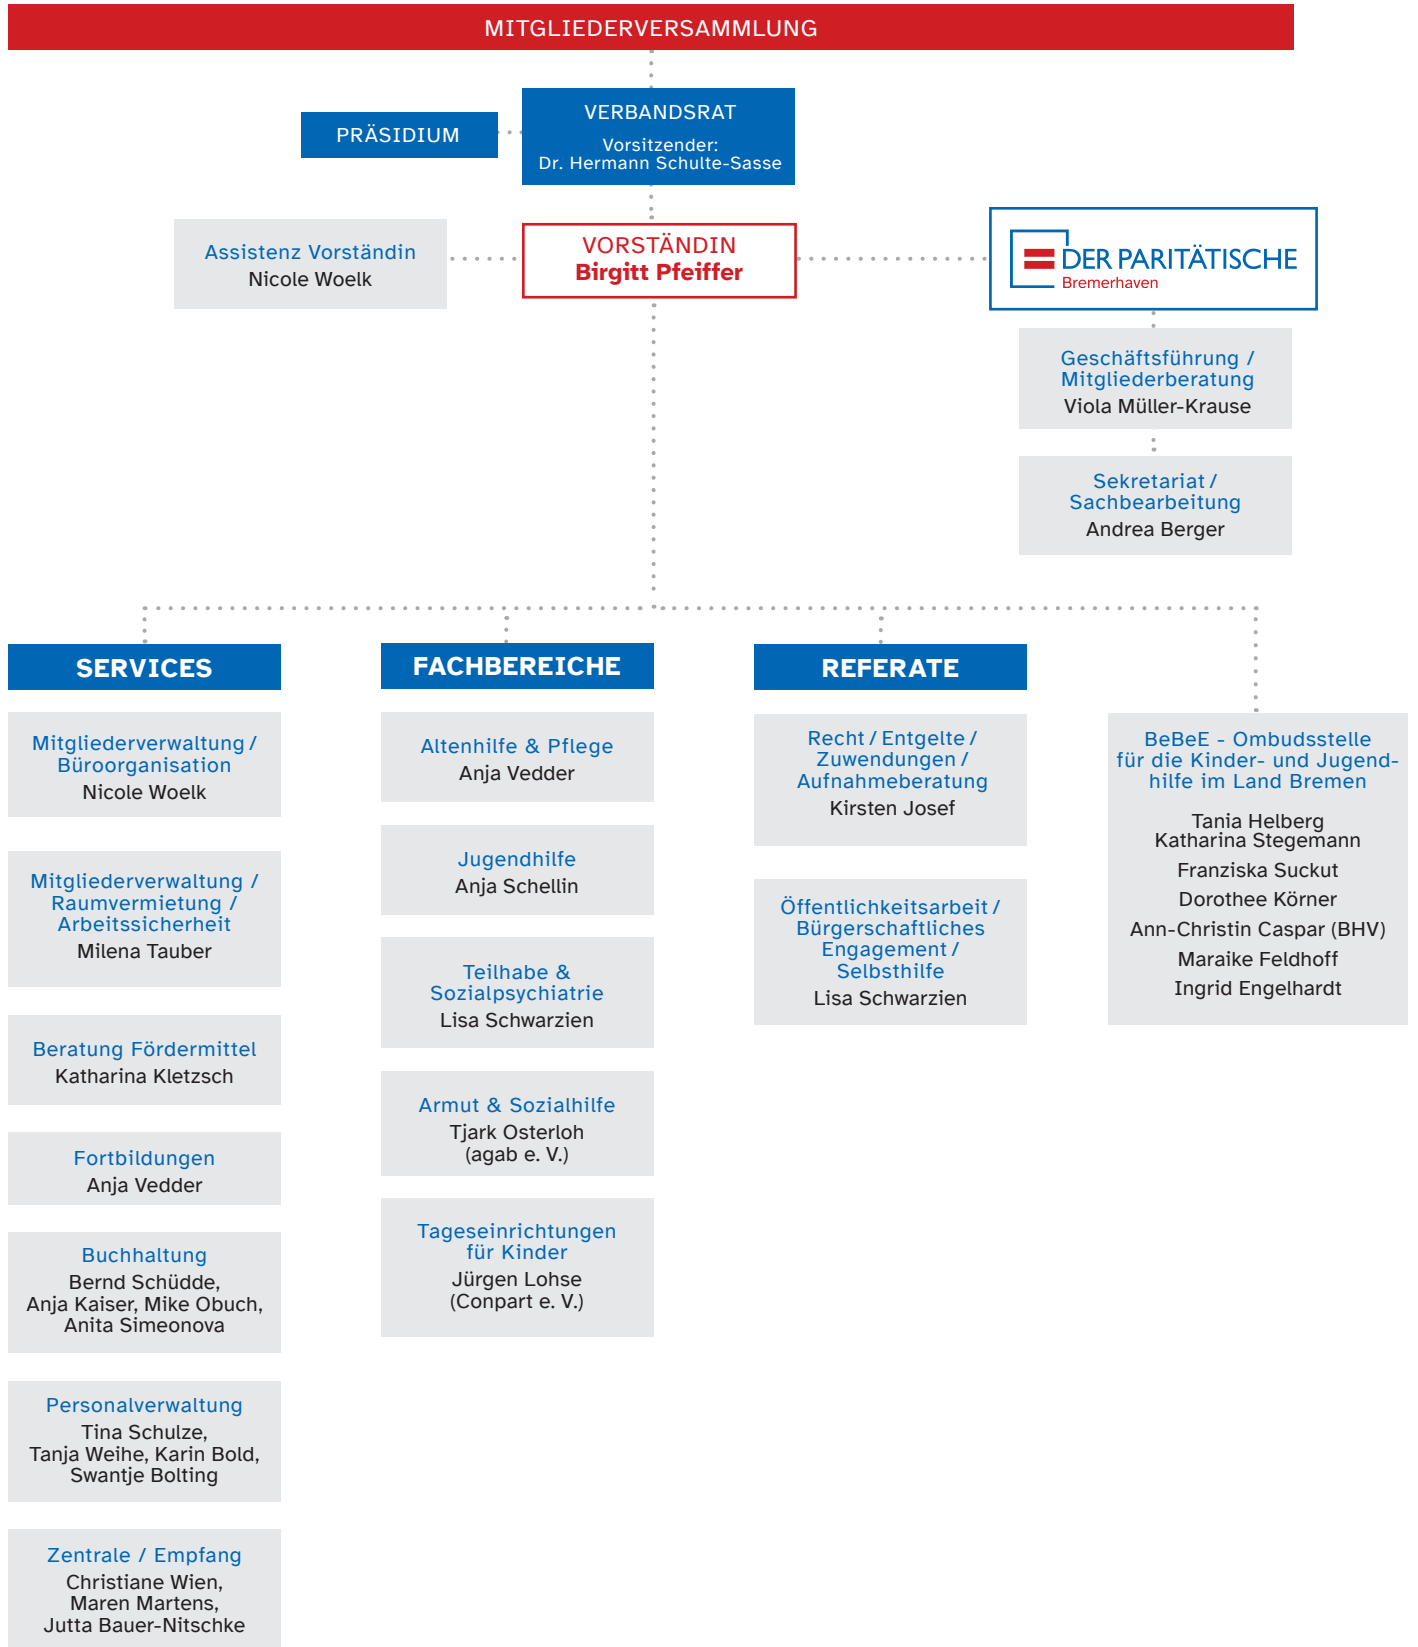 MITGLIEDERVERSAMMLUNG
PRÄSIDIUM
VERBANDSRAT
Vorsitzender:
Dr. Hermann Schulte-Sasse
Assistenz Vorständin
Nicole Woelk
VORSTÄNDIN
Birgitt Pfeiffer
DER PARITÄTISCHE
Bremerhaven
Geschäftsführung /
Mitgliederberatung
Viola Müller-Krause
Sekretariat /
Sachbearbeitung
Andrea Berger
SERVICES
Mitgliederverwaltung /
Büroorganisation
Nicole Woelk
Mitgliederverwaltung /
Raumvermietung /
Arbeitssicherheit
Milena Tauber
Beratung Fördermittel
Katharina Kletzsch
Fortbildungen
Anja Vedder
Buchhaltung
Bernd Schüdde,
Anja Kaiser, Mike Obuch,
Anita Simeonova
Personalverwaltung
Tina Schulze,
Tanja Weihe, Karin Bold,
Swantje Bolting
Zentrale / Empfang
Christiane Wien,
Maren Martens,
Jutta Bauer-Nitschke
FACHBEREICHE
Altenhilfe & Pflege
Anja Vedder
Jugendhilfe
Anja Schellin
Teilhabe &
Sozialpsychiatrie
Lisa Schwarzien
Armut & Sozialhilfe
Tjark Osterloh
(agab e. V.)
Tageseinrichtungen
für Kinder
Jürgen Lohse
(Conpart e. V.)
REFERATE
Recht / Entgelte /
Zuwendungen /
Aufnahmeberatung
Kirsten Josef
Öffentlichkeitsarbeit /
Bürgerschaftliches
Engagement /
Selbsthilfe
Lisa Schwarzien
BeBeE - Ombudsstelle
für die Kinder- und Jugend-
hilfe im Land Bremen
Tania Helberg
Katharina Stegemann
Franziska Suckut
Dorothee Körner
Ann-Christin Caspar (BHV)
Maraike Feldhoff
Ingrid Engelhardt